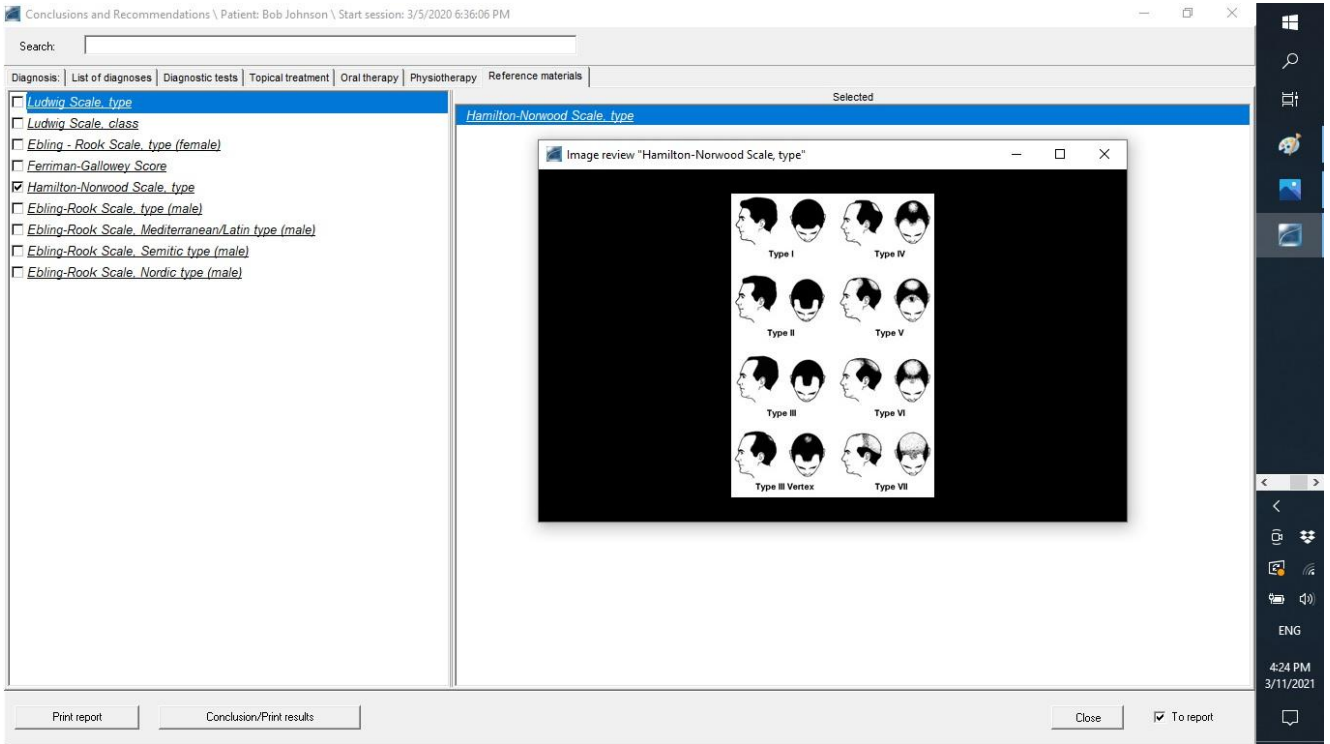 Conclusions and Recommendations \ Patient: Bob Johnson \ Start session: 3/5/2020 6:36:06 PM
Search:
Diagnosis: List of diagnoses Diagnostic tests Topical treatment Oral therapy Physiotherapy Reference materials
Ludwig Scale, type
Ludwig Scale, class
Ebling - Rook Scale, type (female)
Ferriman-Gallowey Score
Hamilton-Norwood Scale, type
Ebling-Rook Scale, type (male)
Ebling-Rook Scale, Mediterranean/Latin type (male)
Ebling-Rook Scale, Semitic type (male)
Ebling-Rook Scale, Nordic type (male)
Selected
Hamilton-Norwood Scale, type
Image review "Hamilton-Norwood Scale, type"
Type I Type IV
Type II Type V
Type III Type VI
Type III Vertex Type VII
Print report Conclusion/Print results Close To report
ENG
4:24 PM
3/11/2021